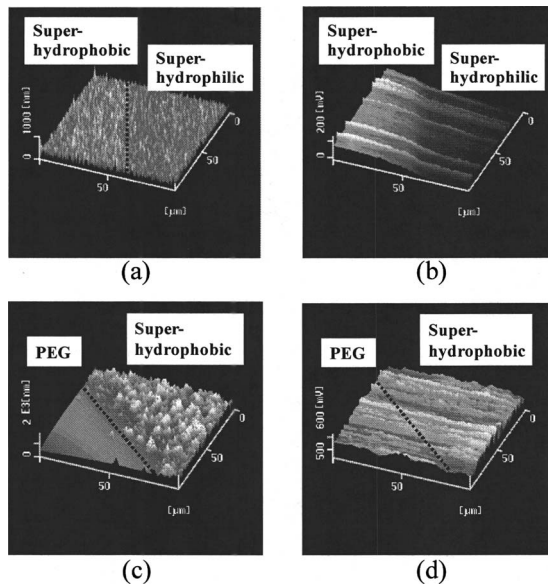 Super-
hydrophobic
Super-
hydrophilic
1000 [nm]
0
50
50
0
[μm]
(a)
Super-
hydrophobic
Super-
hydrophilic
200 [mV]
0
50
50
0
[μm]
(b)
PEG
Super-
hydrophobic
2 E3[nm]
0
50
50
0
[μm]
(c)
PEG
Super-
hydrophobic
600 [mV]
500
50
50
0
[μm]
(d)